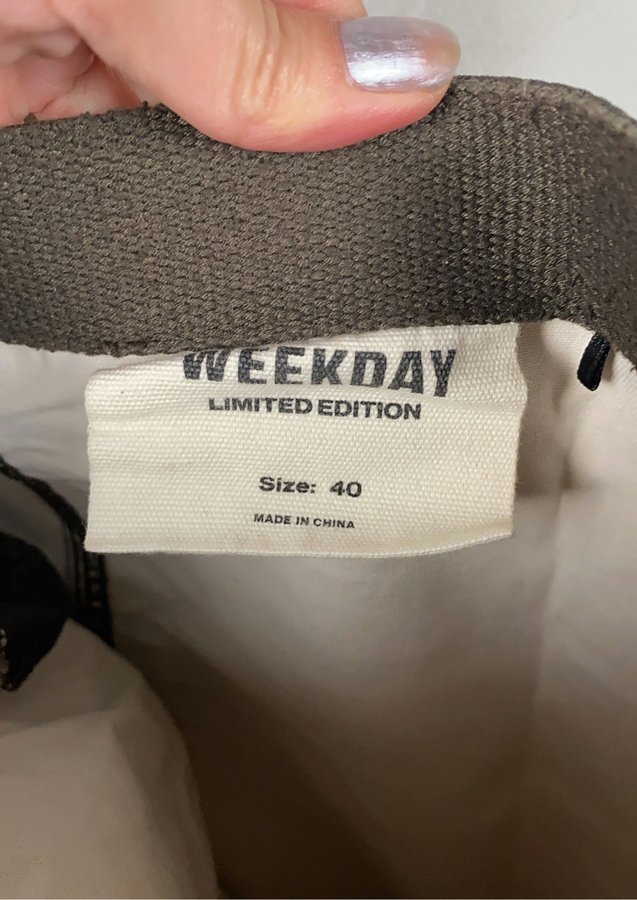 WEEKDAY
LIMITED EDITION
Size: 40
MADE IN CHINA